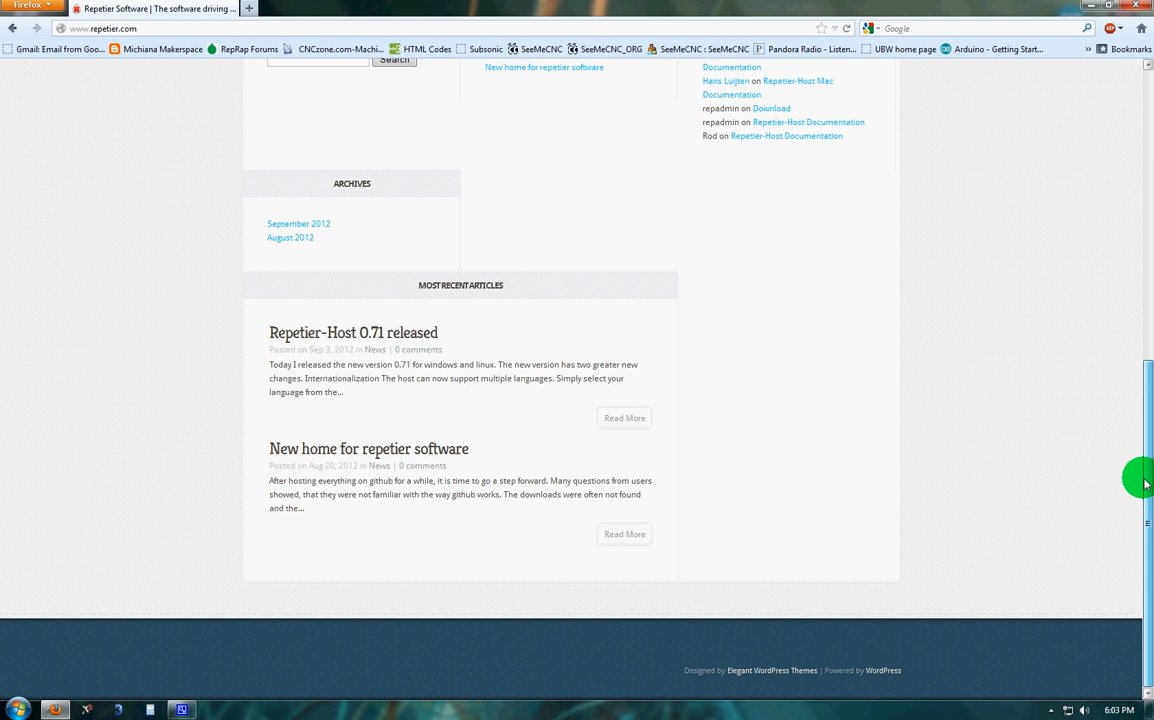 Firefox
Repetier Software | The software driving ...
www.repetier.com
Google
Gmail: Email from Goo...
Michiana Makerspace
RepRap Forums
CNCzone.com-Machi...
HTML Codes
Subsonic
SeeMeCNC
SeeMeCNC_ORG
SeeMeCNC : SeeMeCNC
Pandora Radio - Listen...
UBW home page
Arduino - Getting Start...
Bookmarks
Search
New home for repetier software
Documentation
Hans Luijten on Repetier-Host Mac
Documentation
repadmin on Download
repadmin on Repetier-Host Documentation
Rod on Repetier-Host Documentation
ARCHIVES
September 2012
August 2012
MOST RECENT ARTICLES
Repetier-Host 0.71 released
Posted on Sep 3, 2012 in News | 0 comments
Today I released the new version 0.71 for windows and linux. The new version has two greater new
changes. Internationalization The host can now support multiple languages. Simply select your
language from the...
Read More
New home for repetier software
Posted on Aug 20, 2012 in News | 0 comments
After hosting everything on github for a while, it is time to go a step forward. Many questions from users
showed, that they were not familiar with the way github works. The downloads were often not found
and the...
Read More
Designed by Elegant WordPress Themes | Powered by WordPress
6:03 PM